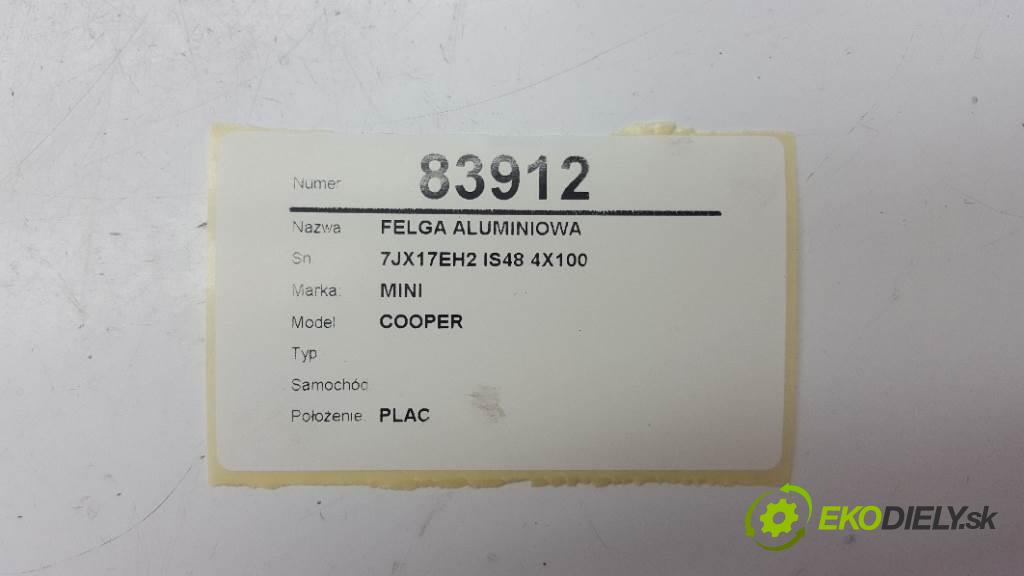 Numer 83912
Nazwa FELGA ALUMINIOWA
Sn 7JX17EH2 IS48 4X100
Marka: MINI
Model COOPER
Typ
Samochód
Położenie: PLAC
EKODIELY.sk